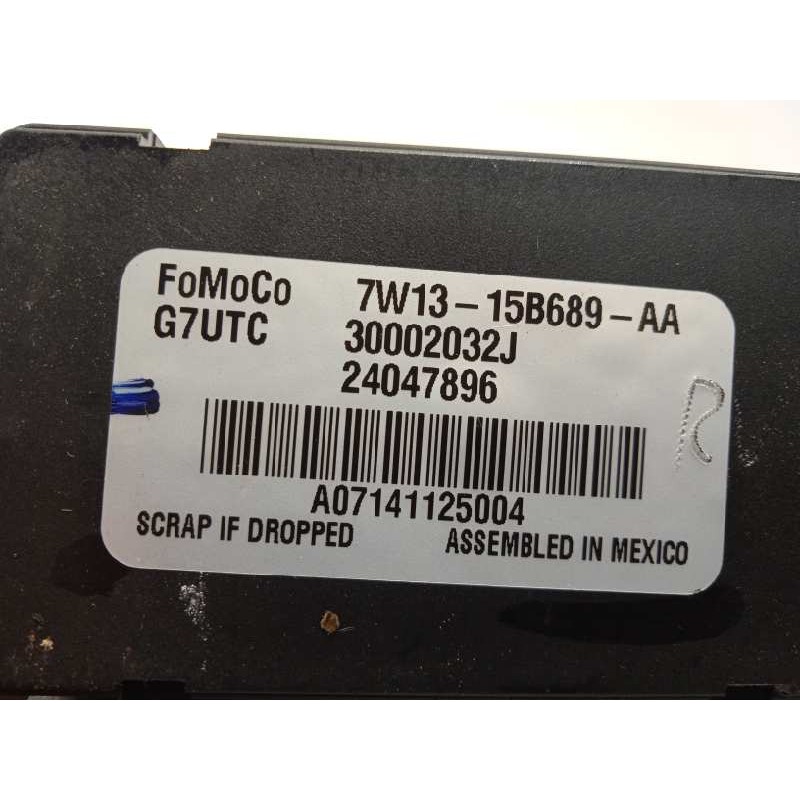 FoMoCo 7W13-15B689-AA
G7UTC 30002032J
24047896
A07141125004
SCRAP IF DROPPED ASSEMBLED IN MEXICO
R